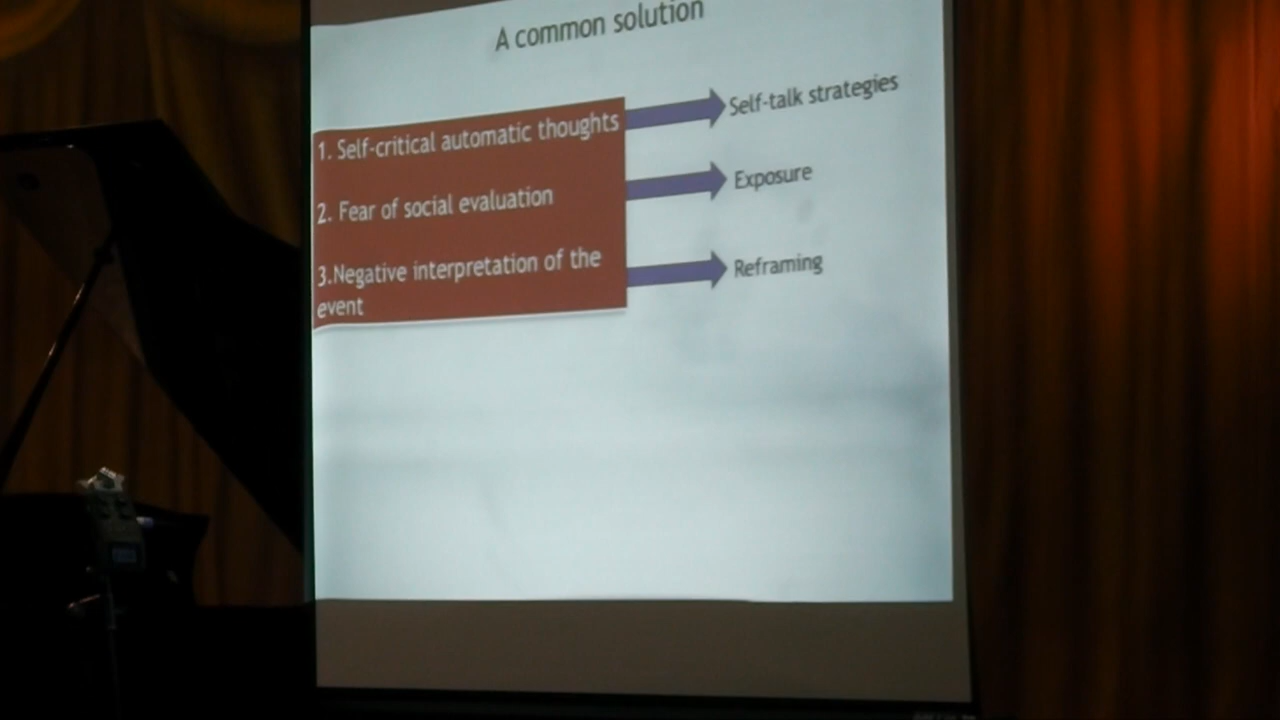 A common solution
1. Self-critical automatic thoughts
Self-talk strategies
2. Fear of social evaluation
Exposure
3.Negative interpretation of the
event
Reframing